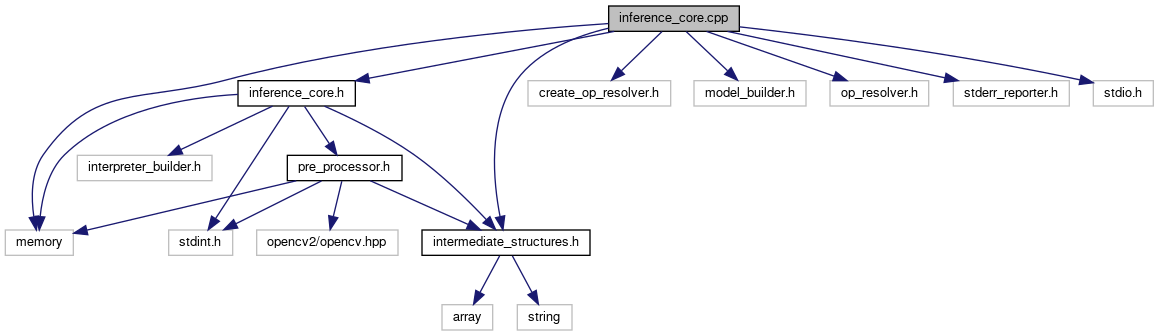 inference_core.cpp
inference_core.h
create_op_resolver.h
model_builder.h
op_resolver.h
stderr_reporter.h
stdio.h
interpreter_builder.h
pre_processor.h
memory
stdint.h
opencv2/opencv.hpp
intermediate_structures.h
array
string